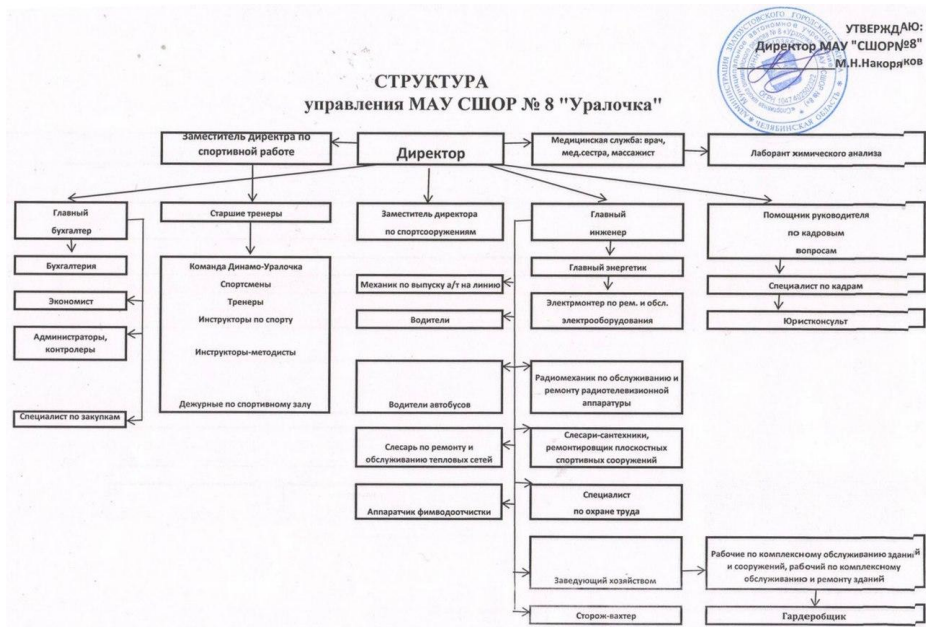 УТВЕРЖДАЮ:
Директор МАУ "СШОР№8"
М.Н.Накоряков
СТРУКТУРА
управления МАУ СШОР № 8 "Уралочка"
Заместитель директра по
спортивной работе
Директор
Медицинская служба: врач,
мед.сестра, массажист
Лаборант химического анализа
Главный
бухгалтер
Старшие тренеры
Заместитель директора
по спортсооружениям
Главный
инженер
Помощник руководителя
по кадровым
вопросам
Бухгалтерия
Экономист
Администраторы,
контролеры
Специалист по закупкам
Команда Динамо-Уралочка
Спортсмены
Тренеры
Инструкторы по спорту
Инструкторы-методисты
Дежурные по спортивному залу
Механик по выпуску а/т на линию
Водители
Водители автобусов
Слесарь по ремонту и
обслуживанию тепловых сетей
Аппаратчик фимводоотчистки
Главный энергетик
Электрмонтер по рем. и обсл.
электрооборудования
Радиомеханик по обслуживанию и
ремонту радиотелевизионной
аппаратуры
Слесари-сантехники,
ремонтировщик плоскостных
спортивных сооружений
Специалист
по охране труда
Заведующий хозяйством
Сторож-вахтер
Специалист по кадрам
Юристконсульт
Рабочие по комплексному обслуживанию зданий
и сооружений, рабочий по комплексному
обслуживанию и ремонту зданий
Гардеробщик